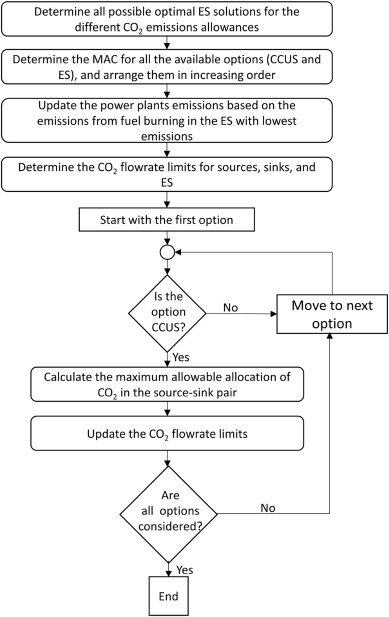 Determine all possible optimal ES solutions for the
different CO₂ emissions allowances
Determine the MAC for all the available options (CCUS and
ES), and arrange them in increasing order
Update the power plants emissions based on the
emissions from fuel burning in the ES with lowest
emissions
Determine the CO₂ flowrate limits for sources, sinks, and
ES
Start with the first option
Is the
option
CCUS?
No
Move to next
option
Yes
Calculate the maximum allowable allocation of
CO₂ in the source-sink pair
Update the CO₂ flowrate limits
Are
all options
considered?
No
Yes
End